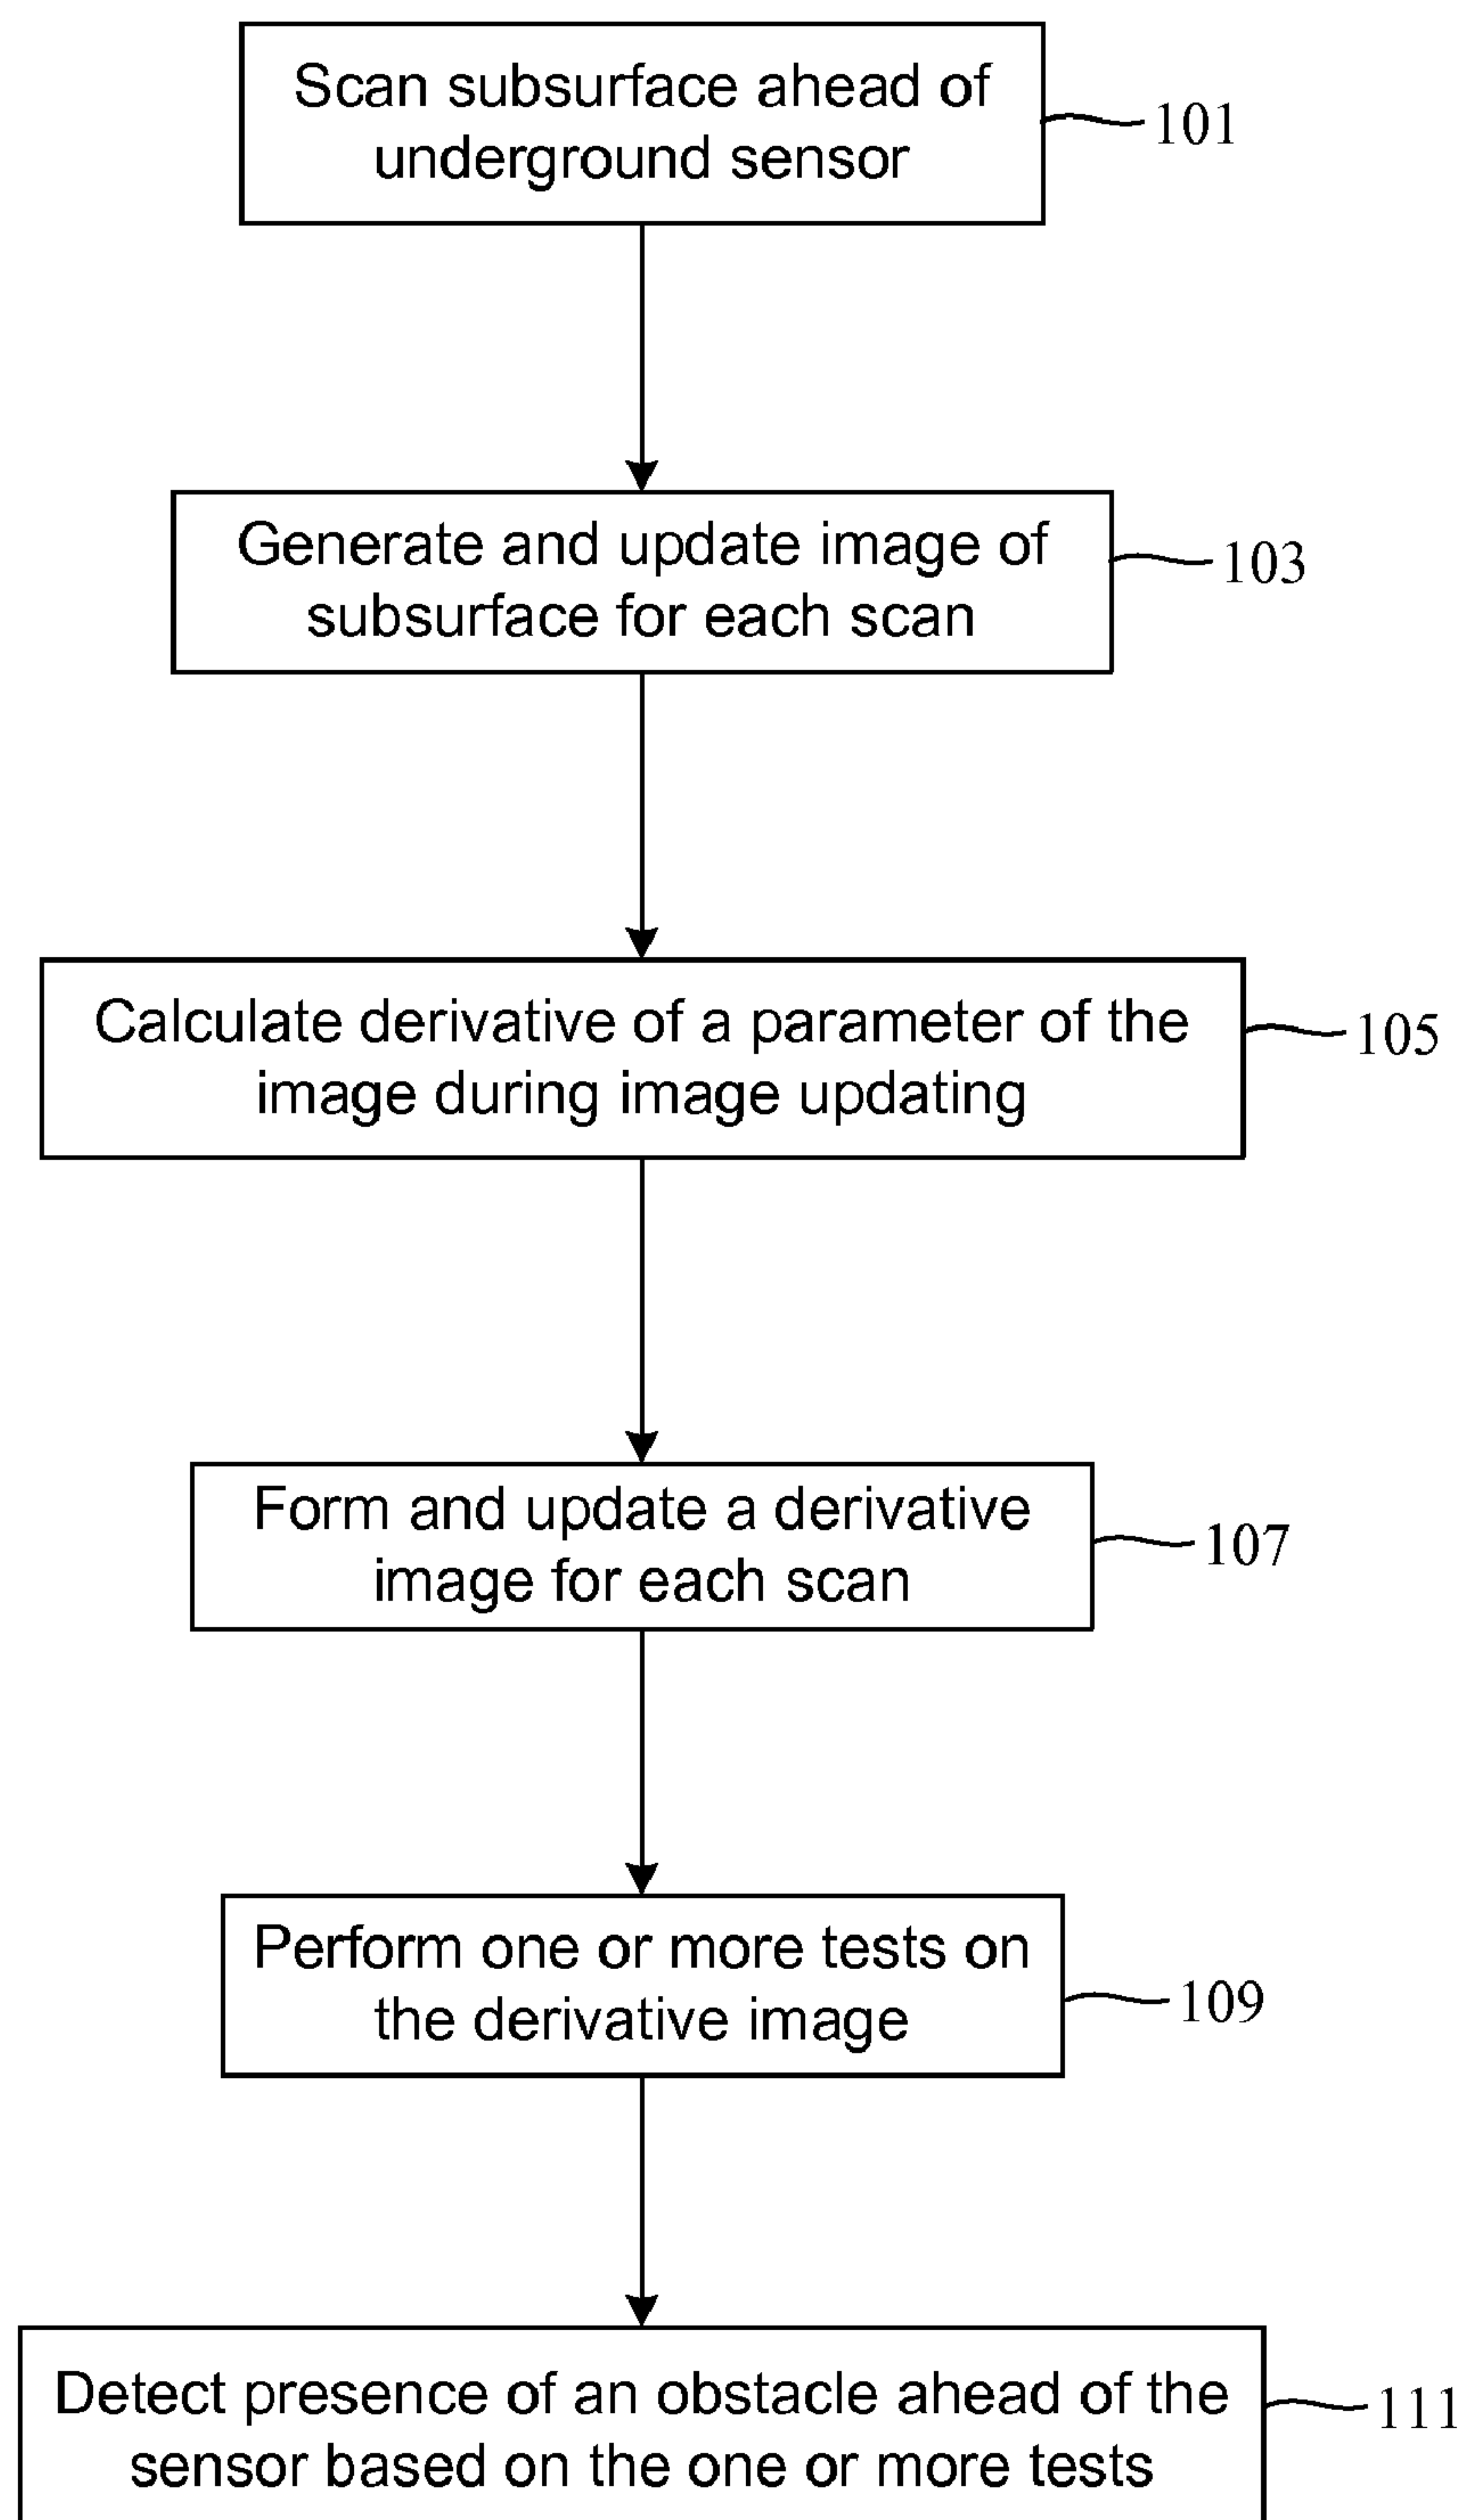 Scan subsurface ahead of
underground sensor
101
Generate and update image of
subsurface for each scan
103
Calculate derivative of a parameter of the
image during image updating
105
Form and update a derivative
image for each scan
107
Perform one or more tests on
the derivative image
109
Detect presence of an obstacle ahead of the
sensor based on the one or more tests
111